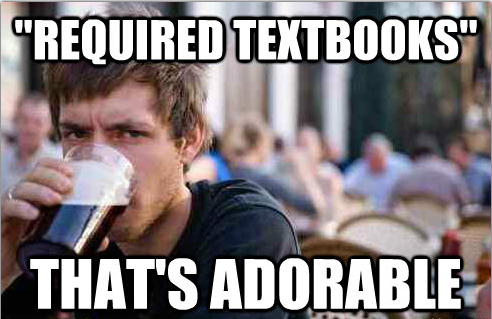 "REQUIRED TEXTBOOKS"
THAT'S ADORABLE